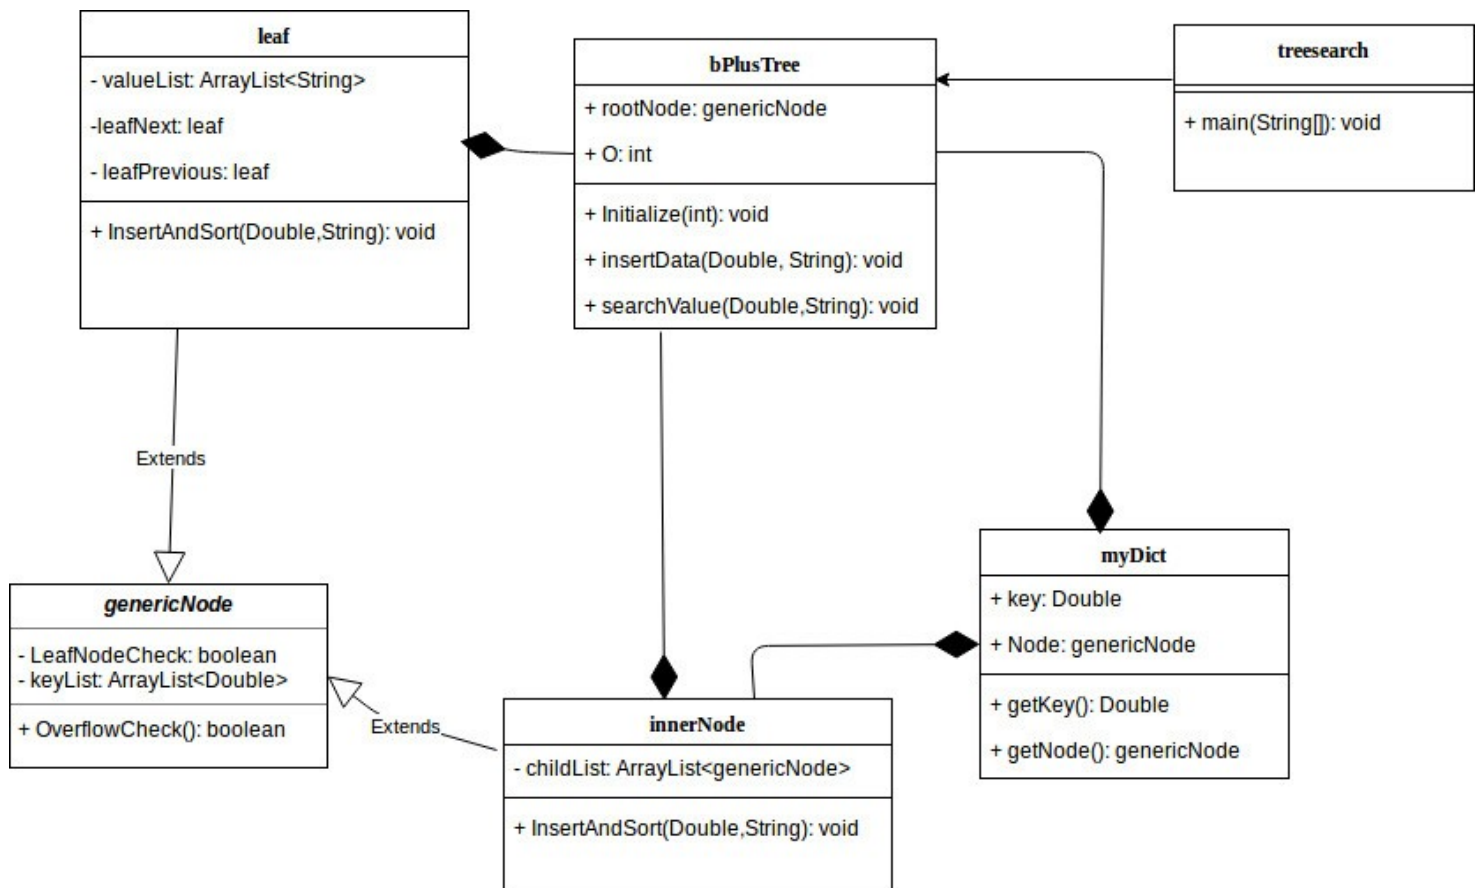 leaf
- valueList: ArrayList<String>
-leafNext: leaf
- leafPrevious: leaf
+ InsertAndSort(Double,String): void
bPlusTree
+ rootNode: genericNode
+ O: int
+ Initialize(int): void
+ insertData(Double, String): void
+ searchValue(Double,String): void
treesearch
+ main(String[]): void
Extends
genericNode
- LeafNodeCheck: boolean
- keyList: ArrayList<Double>
+ OverflowCheck(): boolean
Extends
innerNode
- childList: ArrayList<genericNode>
+ InsertAndSort(Double,String): void
myDict
+ key: Double
+ Node: genericNode
+ getKey(): Double
+ getNode(): genericNode